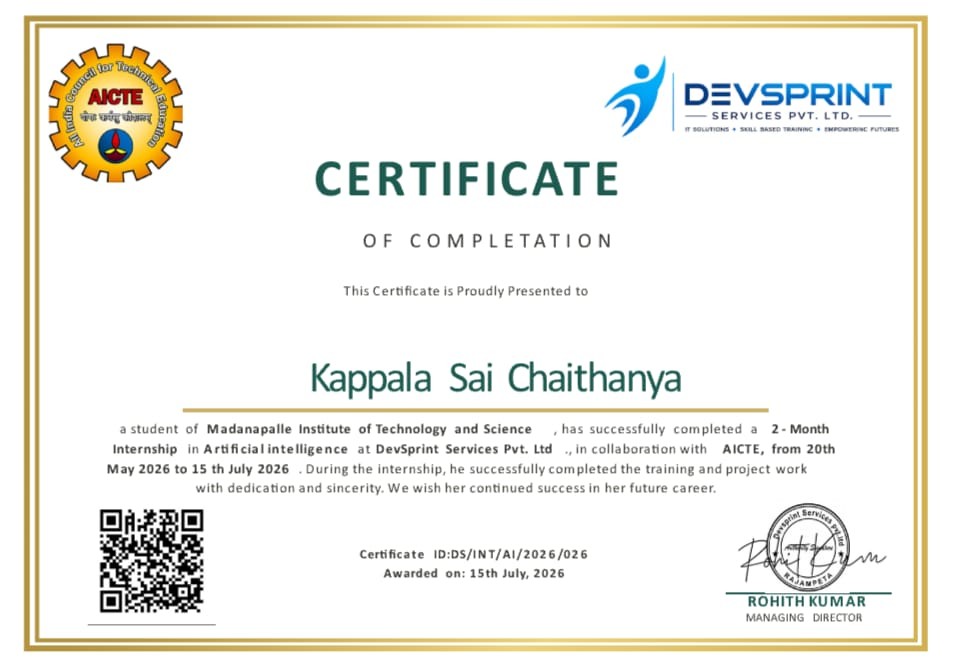 All India Council for Technical Education
AICTE
योगः कर्मसु कौशलम्
DEVSPRINT
SERVICES PVT. LTD.
IT SOLUTIONS • SKILL BASED TRAINING • EMPOWERING FUTURES
CERTIFICATE
OF COMPLETATION
This Certificate is Proudly Presented to
Kappala Sai Chaithanya
a student of Madanapalle Institute of Technology and Science , has successfully completed a 2 - Month
Internship in Artificial intelligence at DevSprint Services Pvt. Ltd ., in collaboration with AICTE, from 20th
May 2026 to 15 th July 2026 . During the internship, he successfully completed the training and project work
with dedication and sincerity. We wish her continued success in her future career.
Certificate ID:DS/INT/AI/2026/026
Awarded on: 15th July, 2026
Devsprint Services pvt.ltd
RAJAMPETA
ROHITH KUMAR
MANAGING DIRECTOR